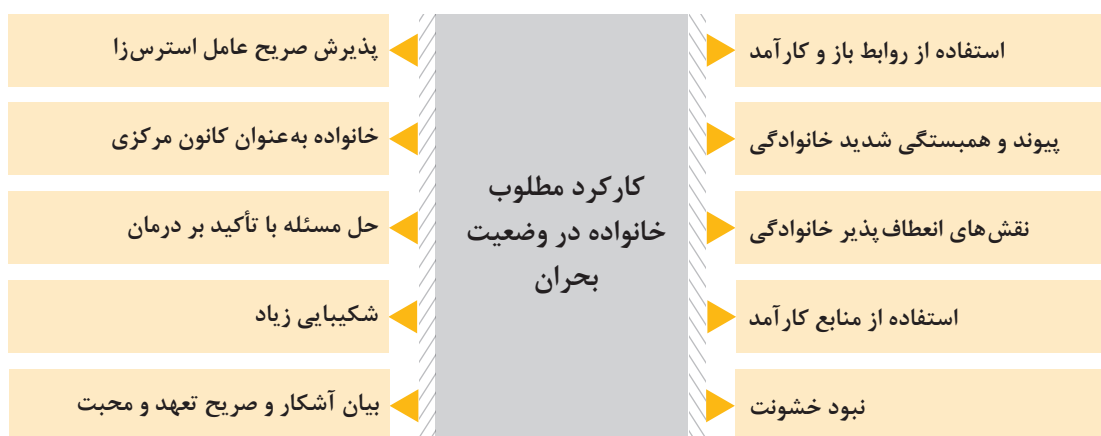 استفاده از روابط باز و کارآمد
پیوند و همبستگی شدید خانوادگی
نقش‌های انعطاف‌پذیر خانوادگی
استفاده از منابع کارآمد
نبود خشونت
کارکرد مطلوب
خانواده در وضعیت
بحران
پذیرش صریح عامل استرس‌زا
خانواده به‌عنوان کانون مرکزی
حل مسئله با تأکید بر درمان
شکیبایی زیاد
بیان آشکار و صریح تعهد و محبت